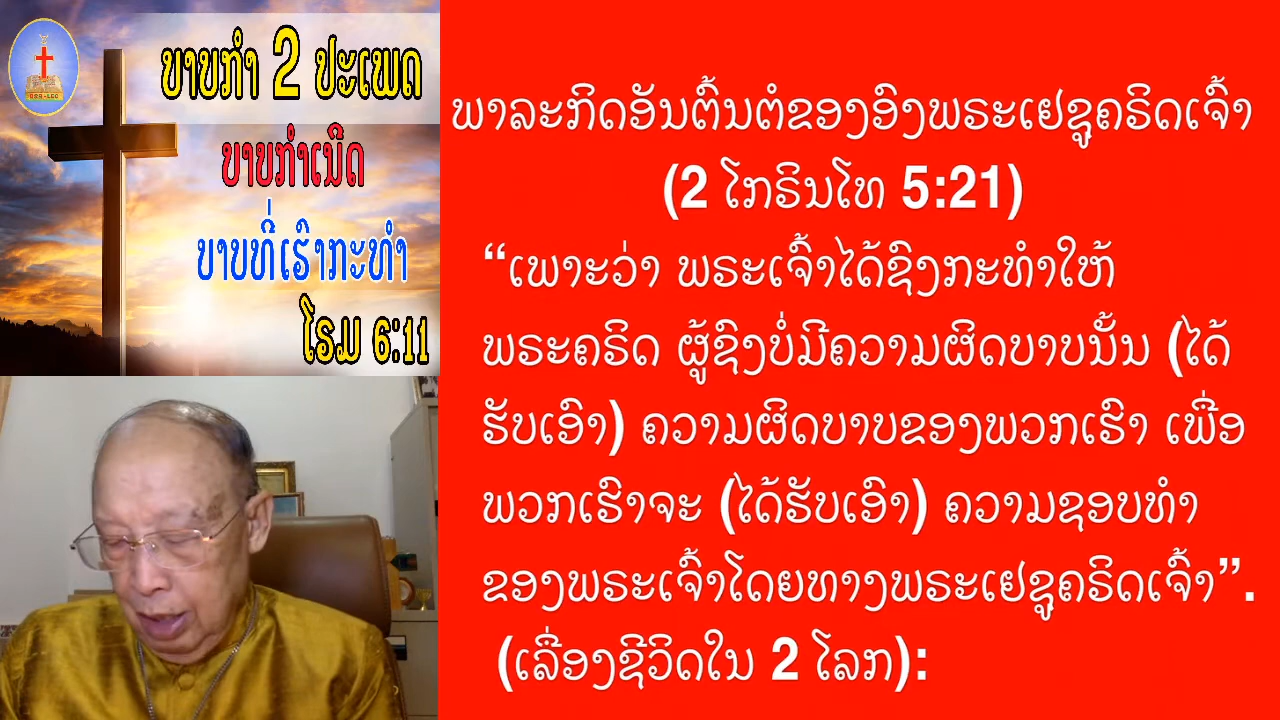 ບາບກຳ 2 ປະເພດ
ບາບກຳເນີດ
ບາບທີ່ເຮົາກະທຳ
ໂຣມ 6:11
ພາລະກິດອັນຕົ້ນຕໍຂອງອົງພຣະເຢຊູຄຣິດເຈົ້າ
(2 ໂກຣິນໂທ 5:21)
“ເພາະວ່າ ພຣະເຈົ້າໄດ້ຊົງກະທຳໃຫ້
ພຣະຄຣິດ ຜູ້ຊົງບໍ່ມີຄວາມຜິດບາບນັ້ນ (ໄດ້
ຮັບເອົາ) ຄວາມຜິດບາບຂອງພວກເຮົາ ເພື່ອ
ພວກເຮົາຈະ (ໄດ້ຮັບເອົາ) ຄວາມຊອບທຳ
ຂອງພຣະເຈົ້າໂດຍທາງພຣະເຢຊູຄຣິດເຈົ້າ”.
(ເລື່ອງຊີວິດໃນ 2 ໂລກ):